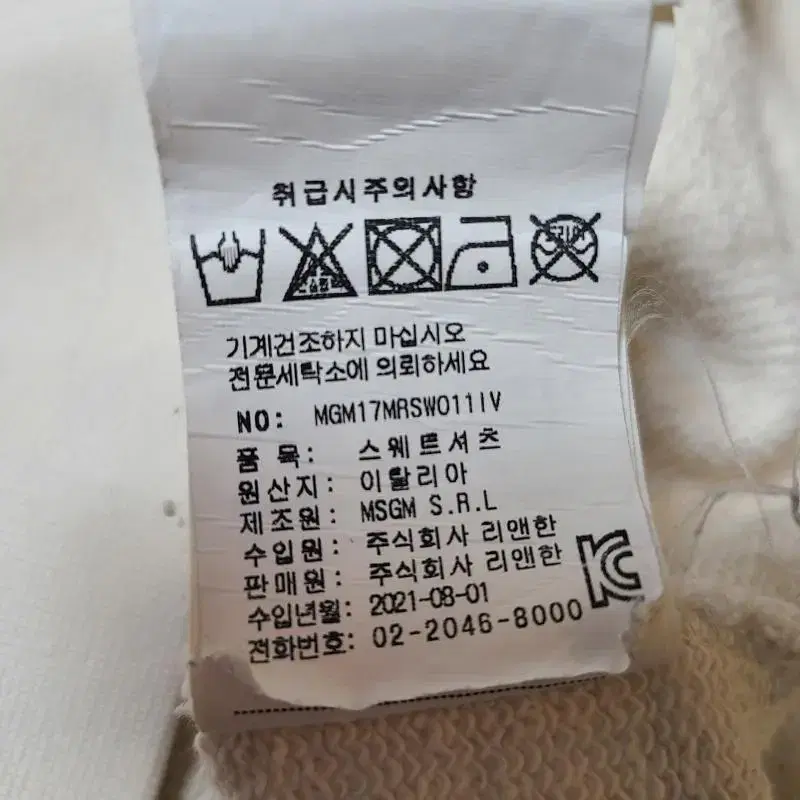 취급시주의사항
기계건조하지 마십시오
전문세탁소에 의뢰하세요
NO: MGM17MRSW011IV
품 목: 스웨트셔츠
원산지: 이탈리아
제조원: MSGM S.R.L
수입원: 주식회사 리앤한
판매원: 주식회사 리앤한
수입년월: 2021-08-01
전화번호: 02-2046-8000